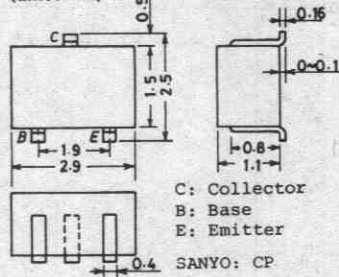 0.5
C
0.16
1.5
2.5
0~0.1
B
E
1.9
2.9
0.8
1.1
C: Collector
B: Base
E: Emitter
0.4
SANYO: CP